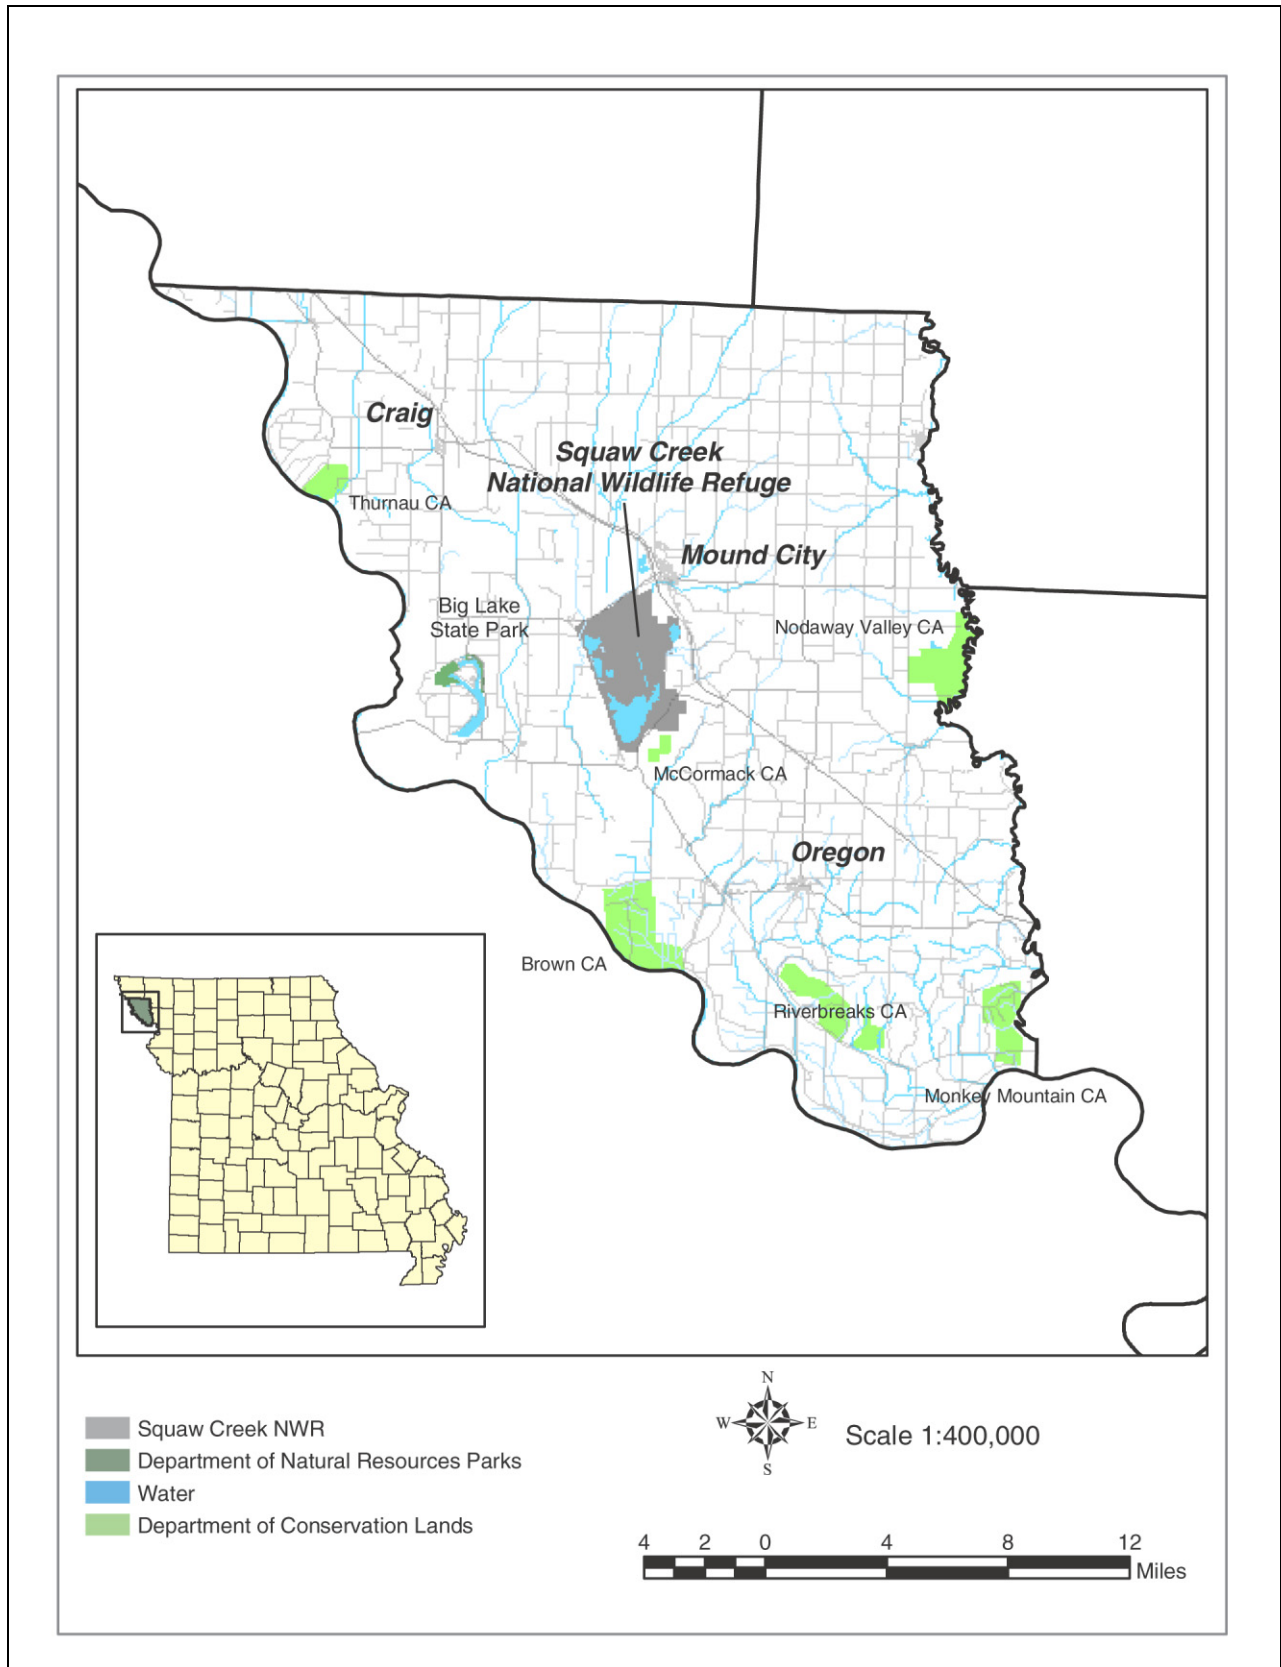 Craig
Squaw Creek
National Wildlife Refuge
Thurnau CA
Mound City
Big Lake
State Park
Nodaway Valley CA
McCormack CA
Oregon
Brown CA
Riverbreaks CA
Monkey Mountain CA
Squaw Creek NWR
Department of Natural Resources Parks
Water
Department of Conservation Lands
N
W E
S
Scale 1:400,000
4 2 0 4 8 12
Miles